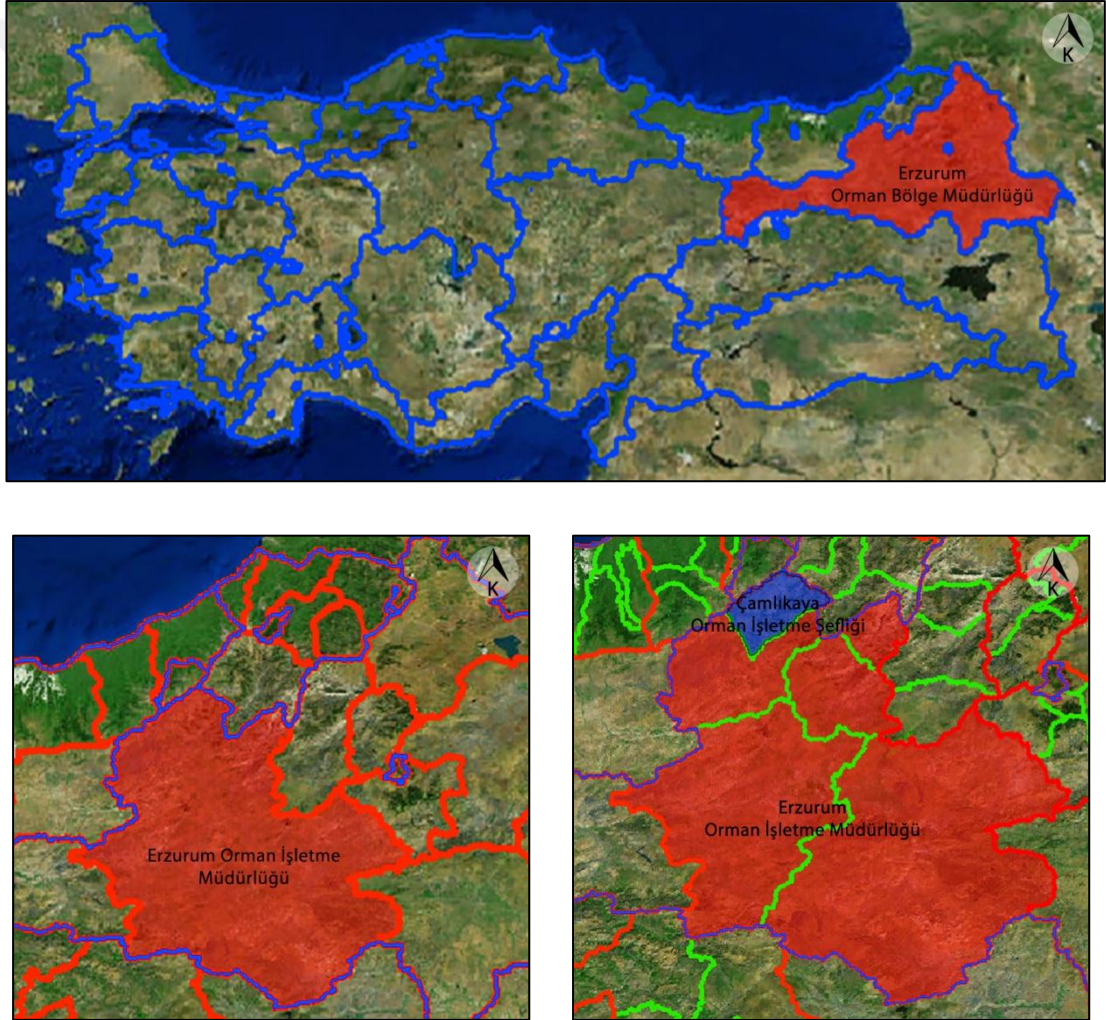 K
Erzurum
Orman Bölge Müdürlüğü
K
Erzurum Orman İşletme
Müdürlüğü
K
Çamlıkaya
Orman İşletme Şefliği
Erzurum
Orman İşletme Müdürlüğü